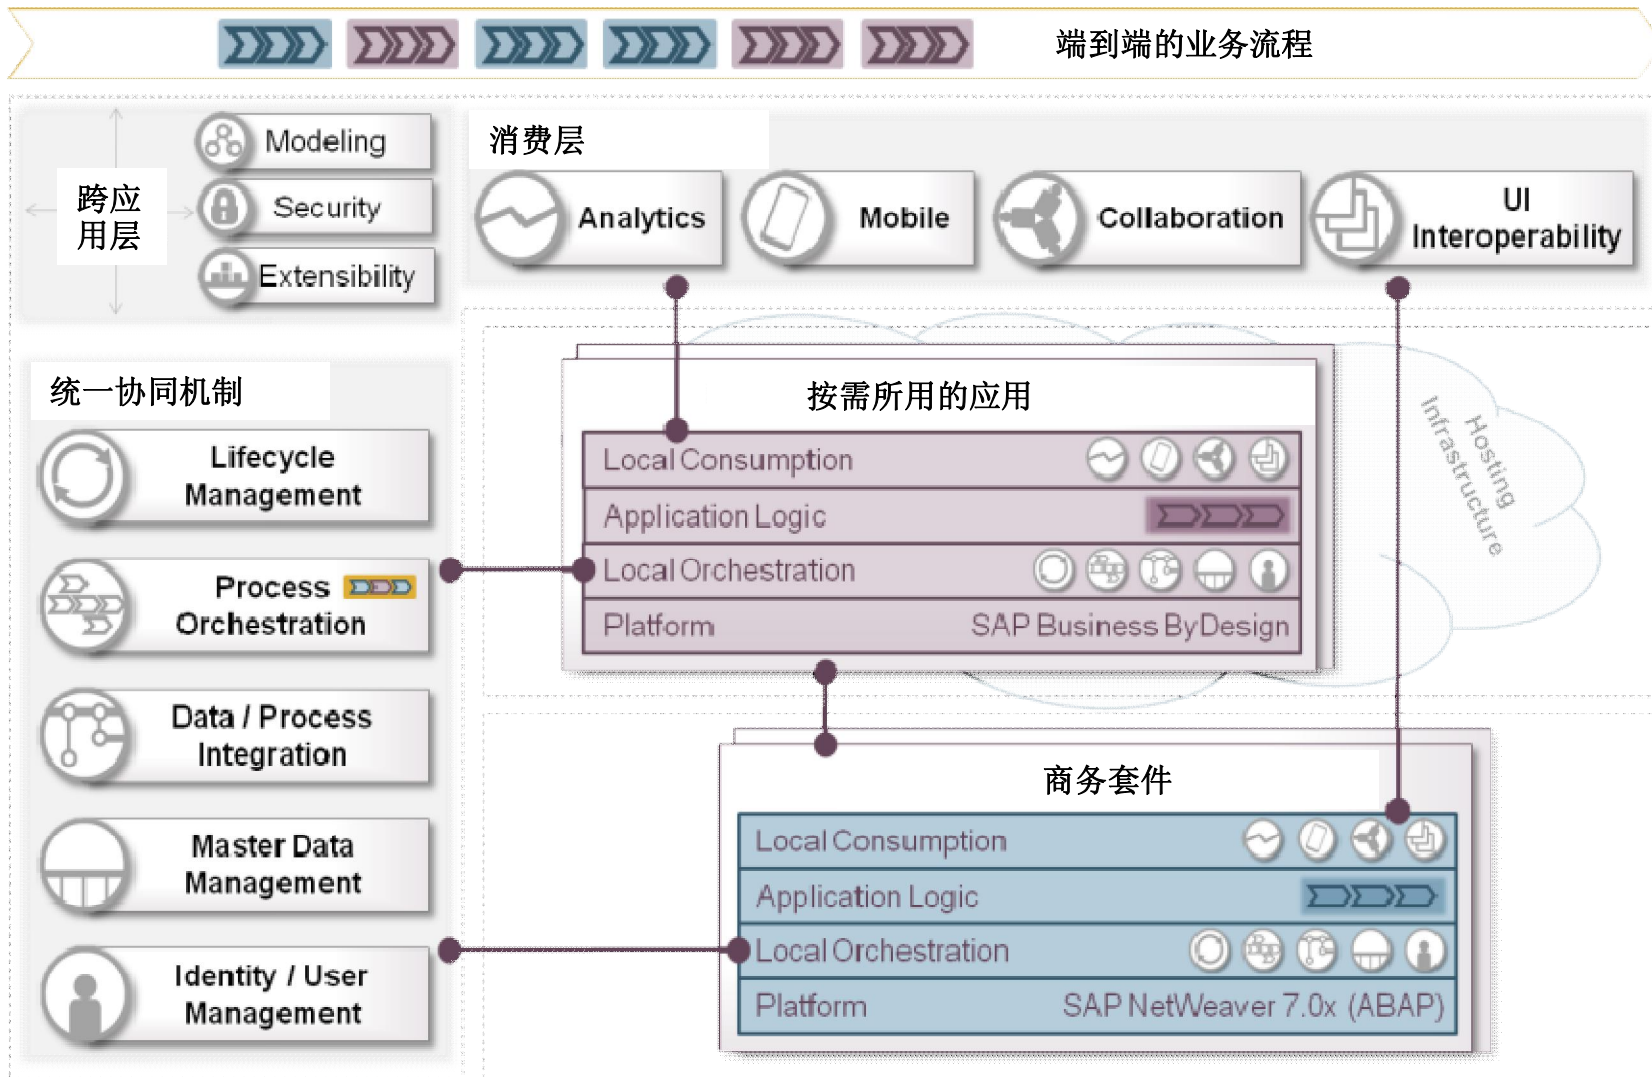 端到端的业务流程
跨应
用层
Modeling
Security
Extensibility
消费层
Analytics
Mobile
Collaboration
UI
Interoperability
统一协同机制
Lifecycle
Management
Process
Orchestration
Data / Process
Integration
Master Data
Management
Identity / User
Management
按需所用的应用
Local Consumption
Application Logic
Local Orchestration
Platform SAP Business ByDesign
Hosting
Infrastructure
商务套件
Local Consumption
Application Logic
Local Orchestration
Platform SAP NetWeaver 7.0x (ABAP)